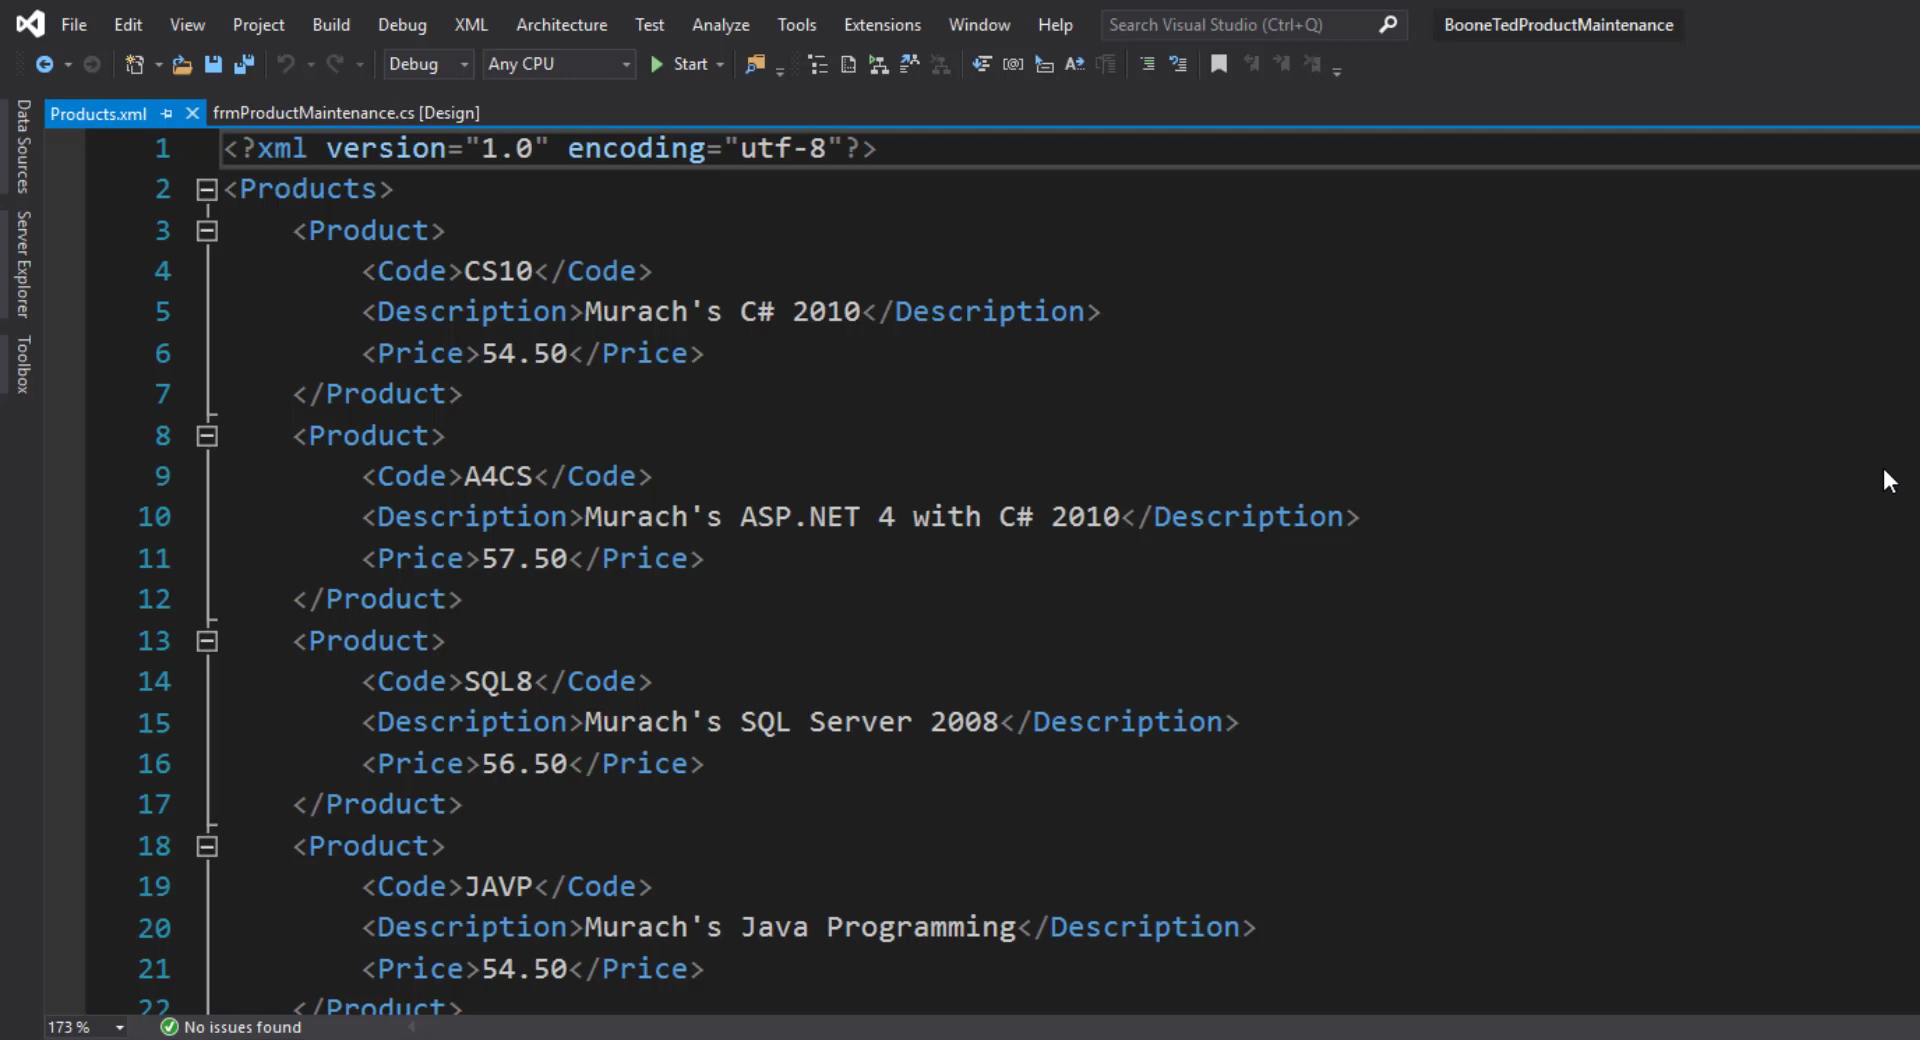 File Edit View Project Build Debug XML Architecture Test Analyze Tools Extensions Window Help Search Visual Studio (Ctrl+Q) BooneTedProductMaintenance
Debug Any CPU Start
Products.xml frmProductMaintenance.cs [Design]
Data Sources
Server Explorer
Toolbox
1 <?xml version="1.0" encoding="utf-8"?>
2 <Products>
3 <Product>
4 <Code>CS10</Code>
5 <Description>Murach's C# 2010</Description>
6 <Price>54.50</Price>
7 </Product>
8 <Product>
9 <Code>A4CS</Code>
10 <Description>Murach's ASP.NET 4 with C# 2010</Description>
11 <Price>57.50</Price>
12 </Product>
13 <Product>
14 <Code>SQL8</Code>
15 <Description>Murach's SQL Server 2008</Description>
16 <Price>56.50</Price>
17 </Product>
18 <Product>
19 <Code>JAVP</Code>
20 <Description>Murach's Java Programming</Description>
21 <Price>54.50</Price>
22 </Product>
173 % No issues found